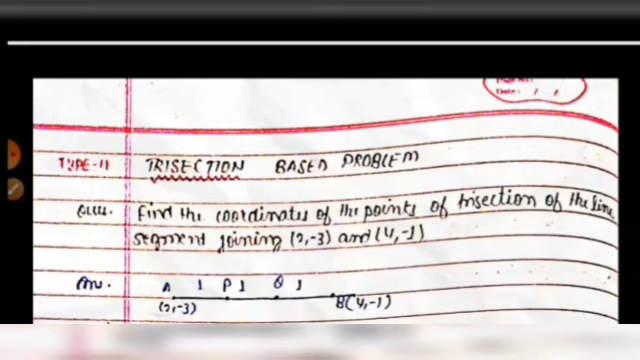 Date: / /
TYPE-II TRISECTION BASED PROBLEM
Ques. Find the coordinates of the points of trisection of the line
segment joining (2,-3) and (4,-1)
Ans. A 1 P 1 Q 1
(2,-3) B(4,-1)